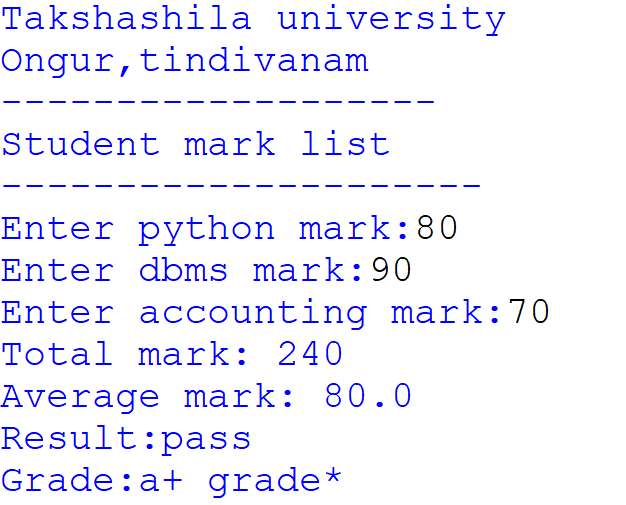 Takshashila university
Ongur,tindivanam
-------------------
Student mark list
---------------------
Enter python mark:80
Enter dbms mark:90
Enter accounting mark:70
Total mark: 240
Average mark: 80.0
Result:pass
Grade:a+ grade*